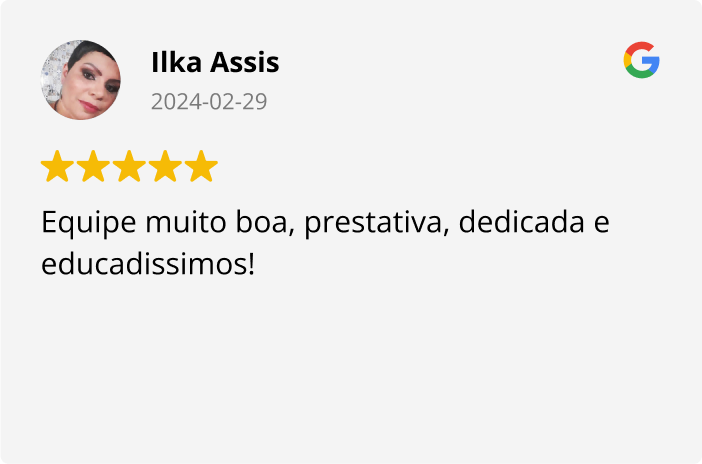 Ilka Assis
2024-02-29
Equipe muito boa, prestativa, dedicada e
educadissimos!